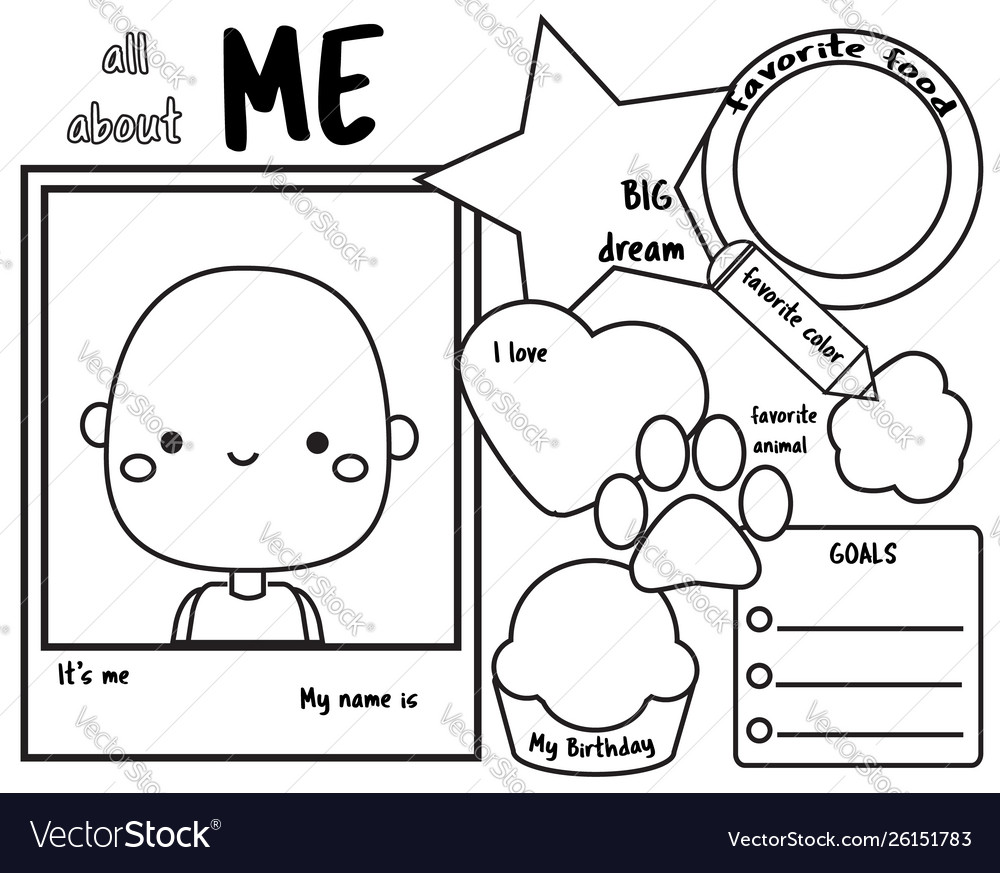 all
about
ME
favorite food
BIG
dream
favorite color
I love
favorite
animal
GOALS
It's me
My name is
My Birthday
VectorStock®
VectorStock.com/26151783